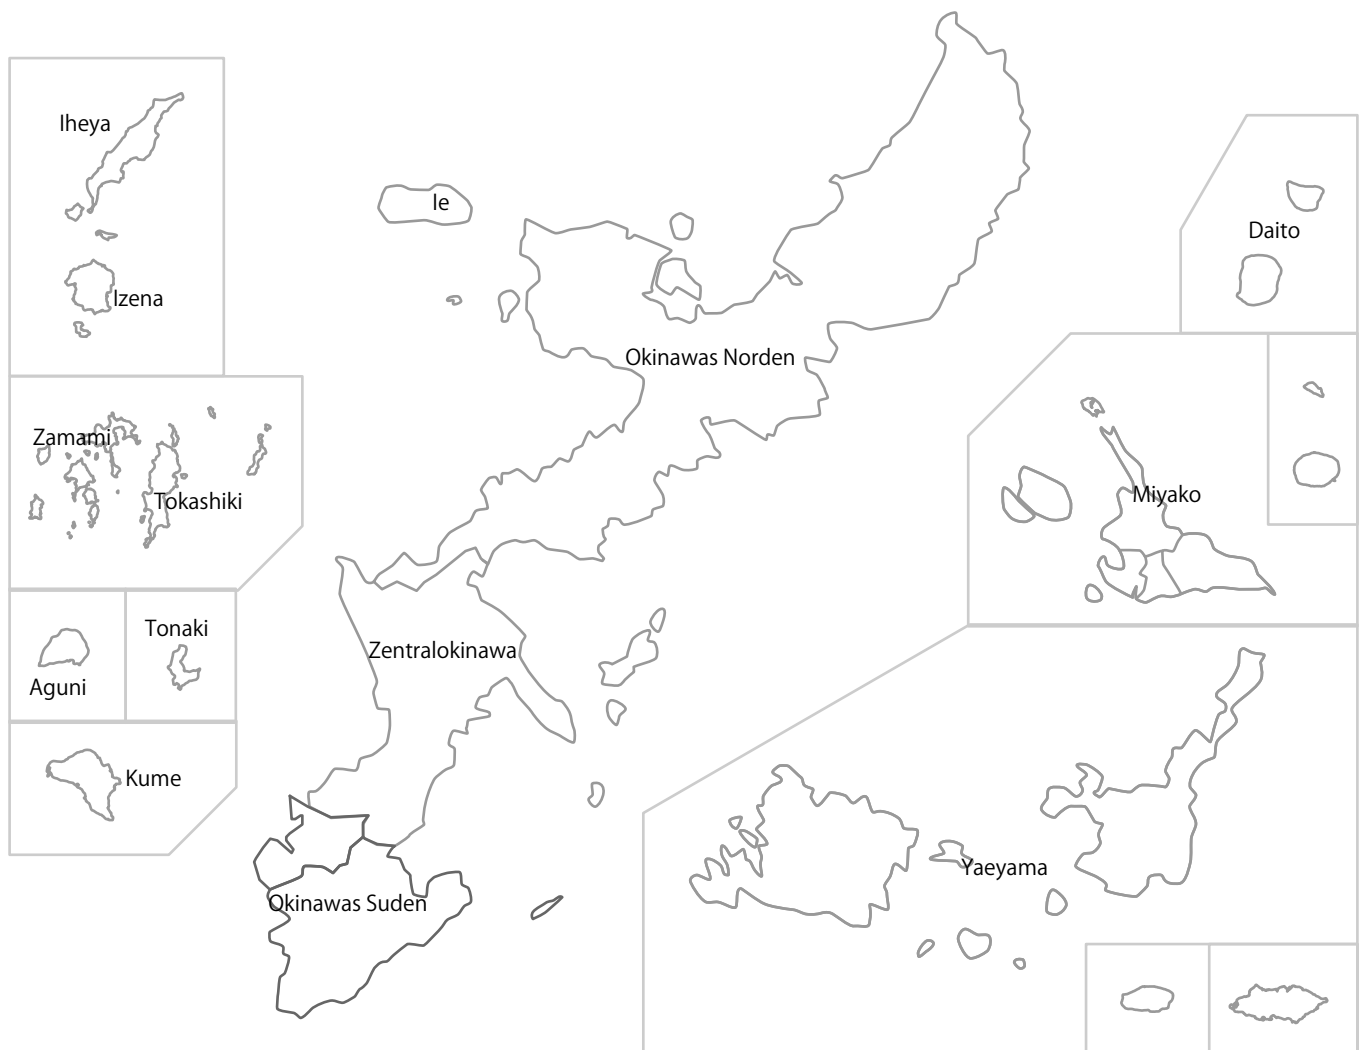 Iheya
Ie
Daito
Izena
Okinawas Norden
Zamami
Tokashiki
Miyako
Tonaki
Zentralokinawa
Aguni
Kume
Yaeyama
Okinawas Suden